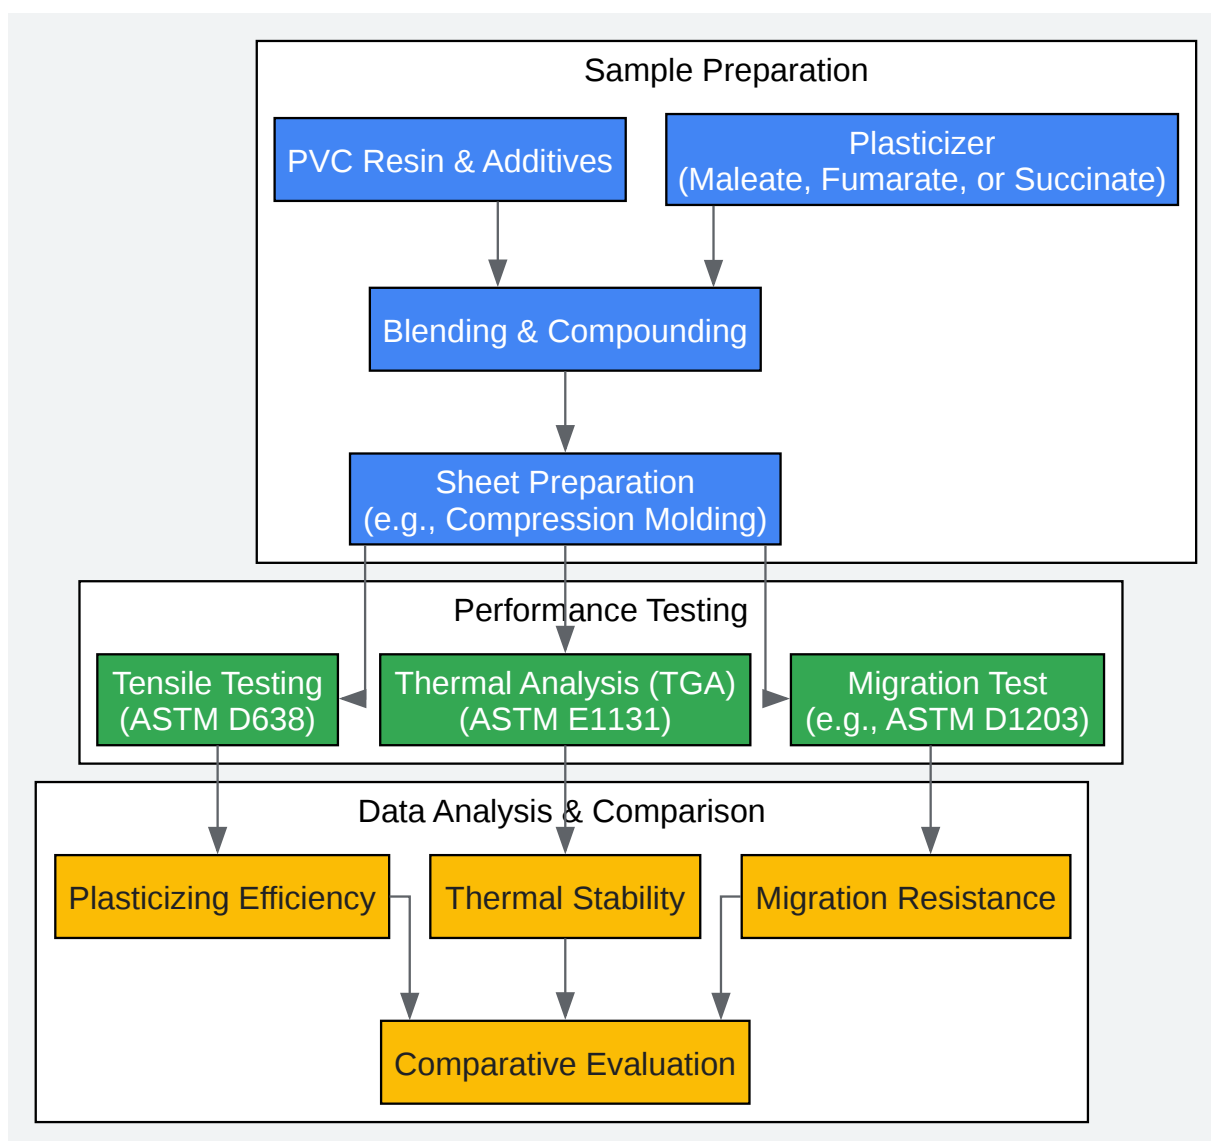 Sample Preparation
PVC Resin & Additives
Plasticizer
(Maleate, Fumarate, or Succinate)
Blending & Compounding
Sheet Preparation
(e.g., Compression Molding)
Performance Testing
Tensile Testing
(ASTM D638)
Thermal Analysis (TGA)
(ASTM E1131)
Migration Test
(e.g., ASTM D1203)
Data Analysis & Comparison
Plasticizing Efficiency
Thermal Stability
Migration Resistance
Comparative Evaluation